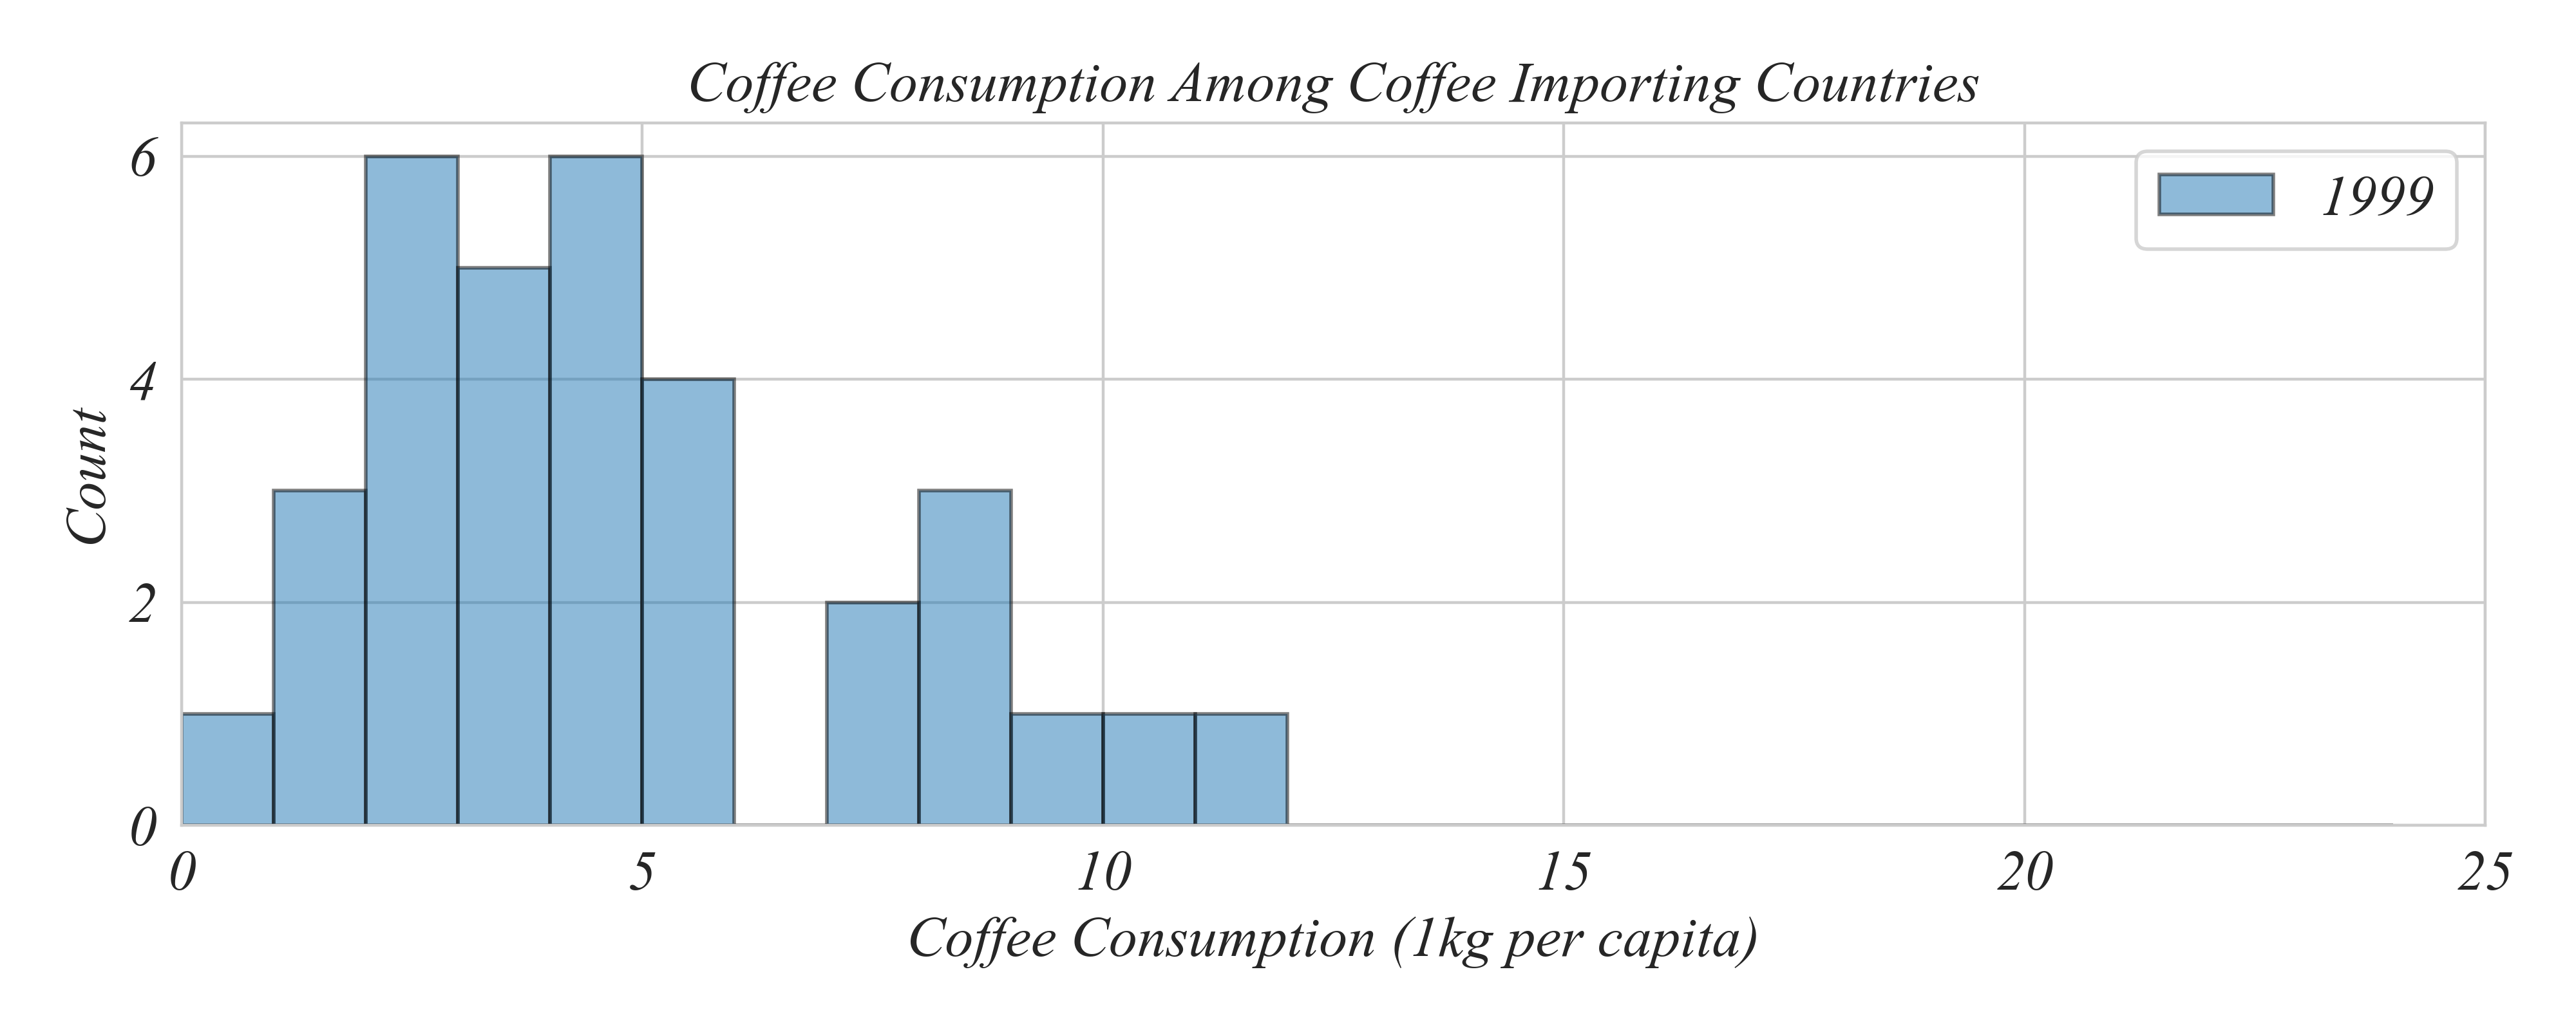 Coffee Consumption Among Coffee Importing Countries
6
4
2
0
Count
1999
0 5 10 15 20 25
Coffee Consumption (1kg per capita)